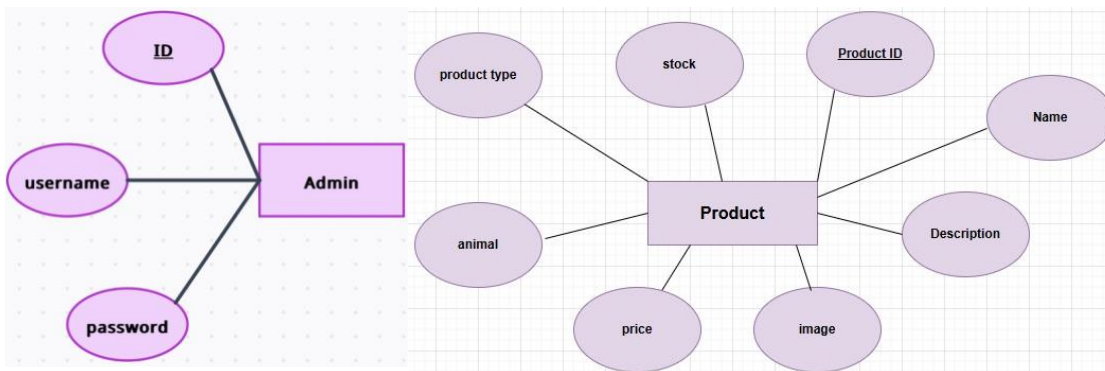 ID
username
Admin
password
product type
stock
Product ID
Name
Product
animal
Description
price
image